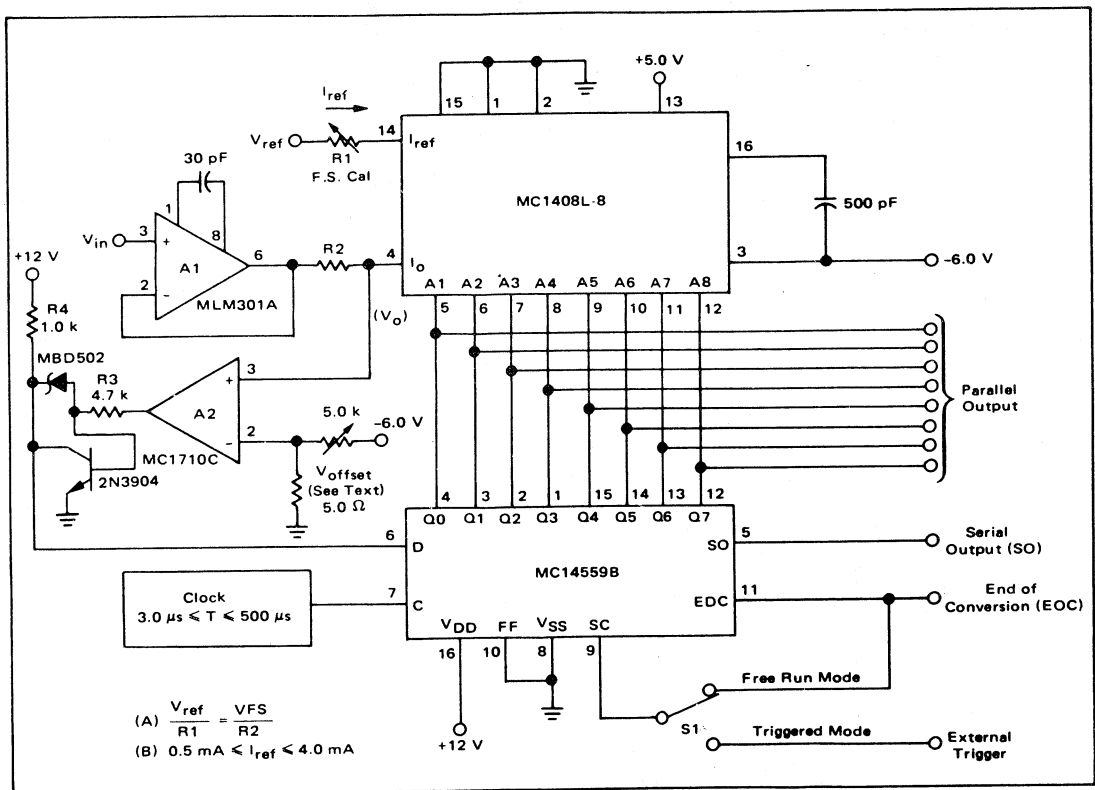 +5.0 V
15
1
2
13
Iref
14
Iref
Vref
R1
F.S. Cal
16
30 pF
MC1408L-8
500 pF
1
8
Vin
3
+
6
R2
4
Io
3
-6.0 V
+12 V
A1
2
-
MLM301A
A1 A2 A3 A4 A5 A6 A7 A8
5 6 7 8 9 10 11 12
(Vo)
R4
1.0 k
MBD502
R3
4.7 k
3
+
A2
-
2
MC1710C
5.0 k
-6.0 V
Parallel
Output
2N3904
Voffset
(See Text)
5.0 Ω
4 3 2 1 15 14 13 12
Q0 Q1 Q2 Q3 Q4 Q5 Q6 Q7
6
D
SO
5
Serial
Output (SO)
MC14559B
Clock
3.0 μs ⩽ T ⩽ 500 μs
7
C
EDC
11
End of
Conversion (EOC)
VDD FF VSS SC
16 10 8 9
Free Run Mode
S1
+12 V
Triggered Mode
External
Trigger
(A) Vref/R1 = VFS/R2
(B) 0.5 mA ⩽ Iref ⩽ 4.0 mA